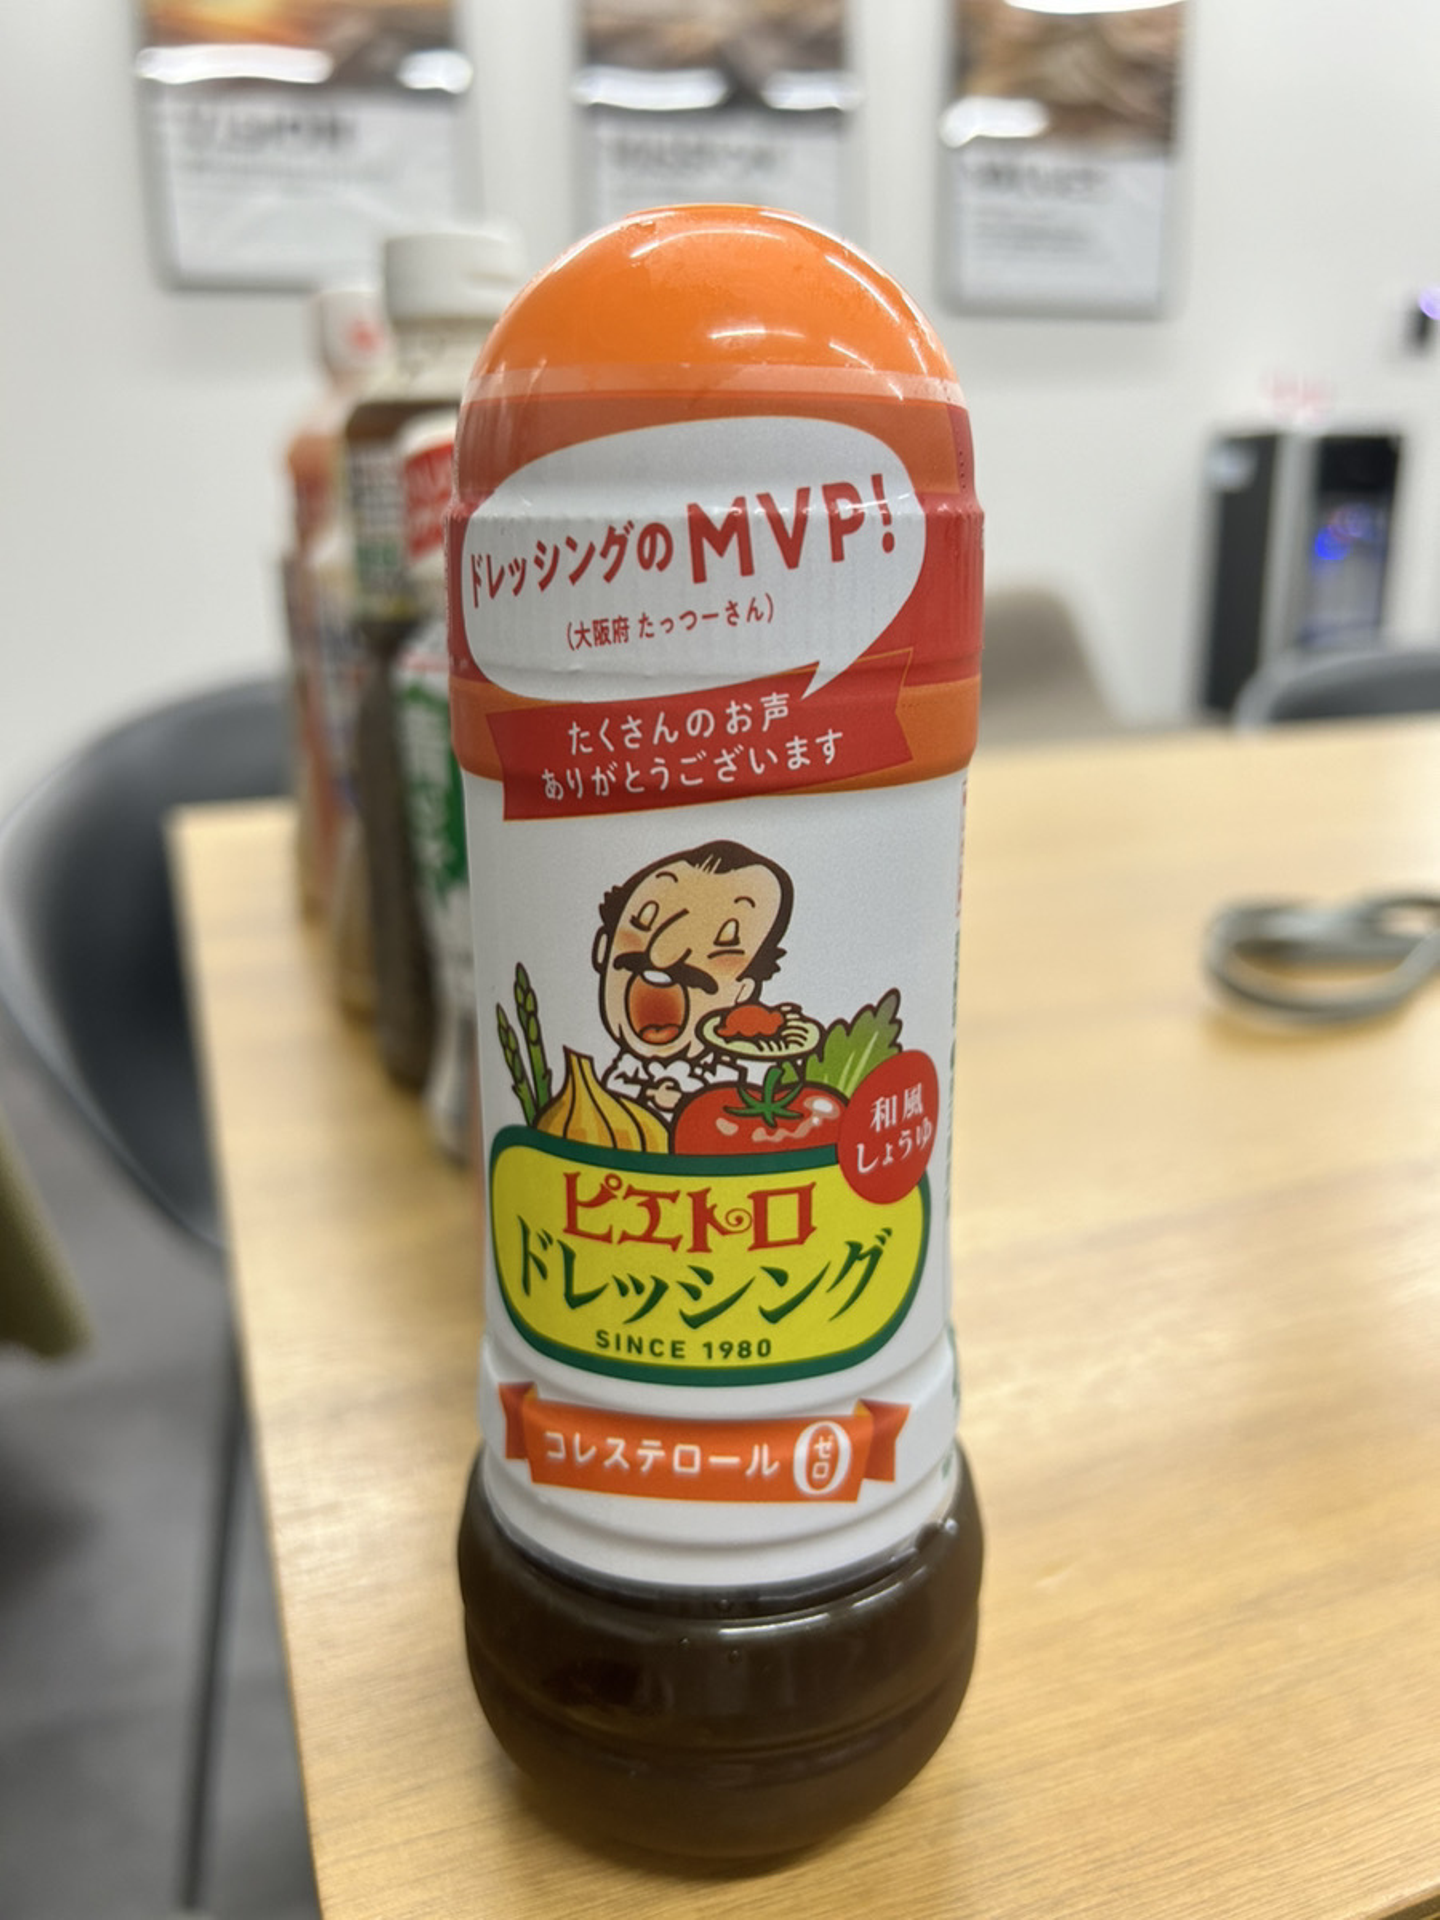 ドレッシングのMVP!
(大阪府 たっつーさん)
たくさんのお声
ありがとうございます
和風
しょうゆ
ピエトロ
ドレッシング
SINCE 1980
コレステロール0
ゼロ